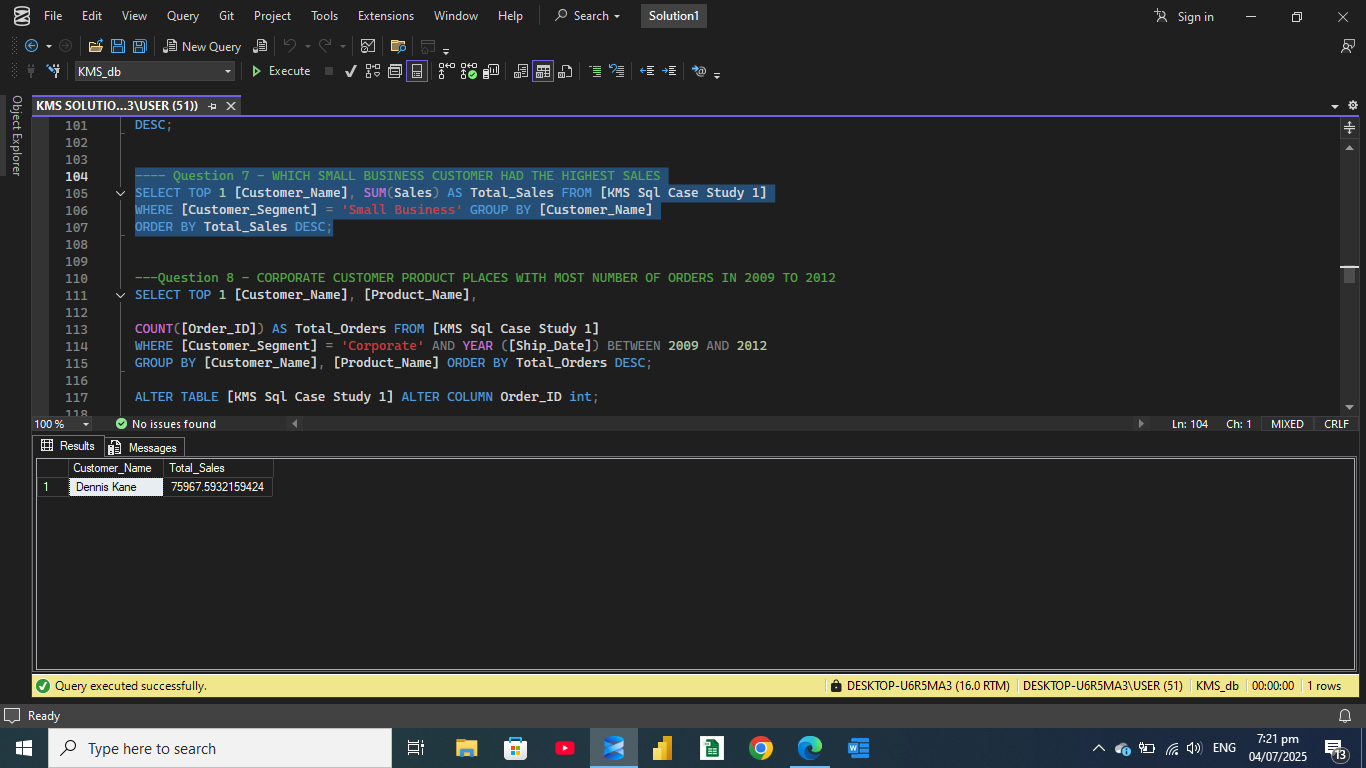 File Edit View Query Git Project Tools Extensions Window Help Search Solution1 Sign in
New Query
KMS_db Execute
Object Explorer
KMS SOLUTIO...3\USER (51))
101 DESC;
102
103
104 ---- Question 7 - WHICH SMALL BUSINESS CUSTOMER HAD THE HIGHEST SALES
105 SELECT TOP 1 [Customer_Name], SUM(Sales) AS Total_Sales FROM [KMS Sql Case Study 1]
106 WHERE [Customer_Segment] = 'Small Business' GROUP BY [Customer_Name]
107 ORDER BY Total_Sales DESC;
108
109
110 ---Question 8 - CORPORATE CUSTOMER PRODUCT PLACES WITH MOST NUMBER OF ORDERS IN 2009 TO 2012
111 SELECT TOP 1 [Customer_Name], [Product_Name],
112
113 COUNT([Order_ID]) AS Total_Orders FROM [KMS Sql Case Study 1]
114 WHERE [Customer_Segment] = 'Corporate' AND YEAR ([Ship_Date]) BETWEEN 2009 AND 2012
115 GROUP BY [Customer_Name], [Product_Name] ORDER BY Total_Orders DESC;
116
117 ALTER TABLE [KMS Sql Case Study 1] ALTER COLUMN Order_ID int;
118
100 % No issues found Ln: 104 Ch: 1 MIXED CRLF
Results Messages
Customer_Name Total_Sales
1 Dennis Kane 75967.5932159424
Query executed successfully. DESKTOP-U6R5MA3 (16.0 RTM) DESKTOP-U6R5MA3\USER (51) KMS_db 00:00:00 1 rows
Ready
Type here to search ENG 7:21 pm
04/07/2025 13